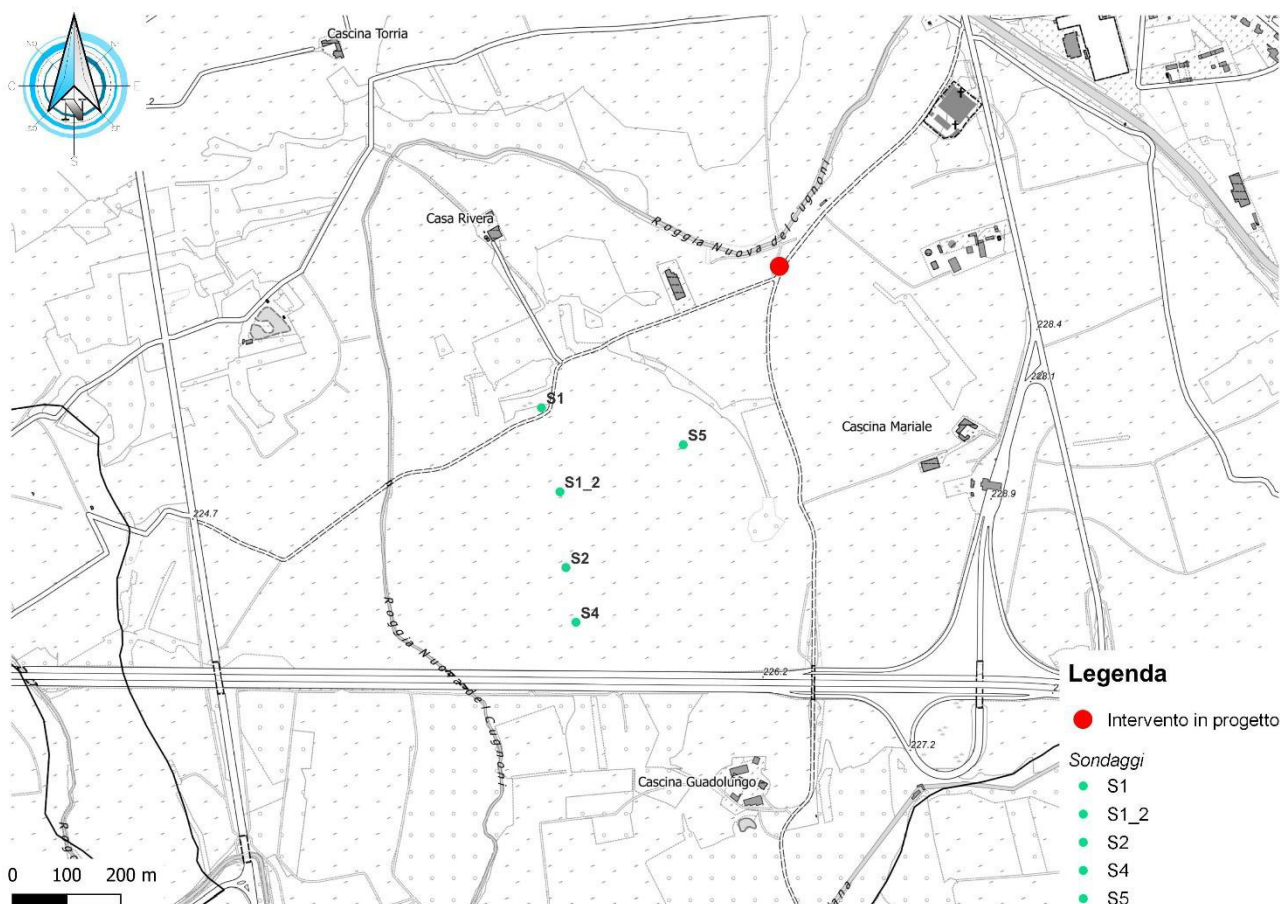 Cascina Torria
N
S
Roggia Nuova del Cugnoni
Casa Rivera
228.4
228.1
S1
S5
Cascina Mariale
S1_2
228.9
224.7
S2
Roggia Nuova del Cugnoni
S4
226.2
Legenda
Intervento in progetto
227.2
Sondaggi
Cascina Guadolungo
S1
S1_2
S2
S4
S5
0 100 200 m